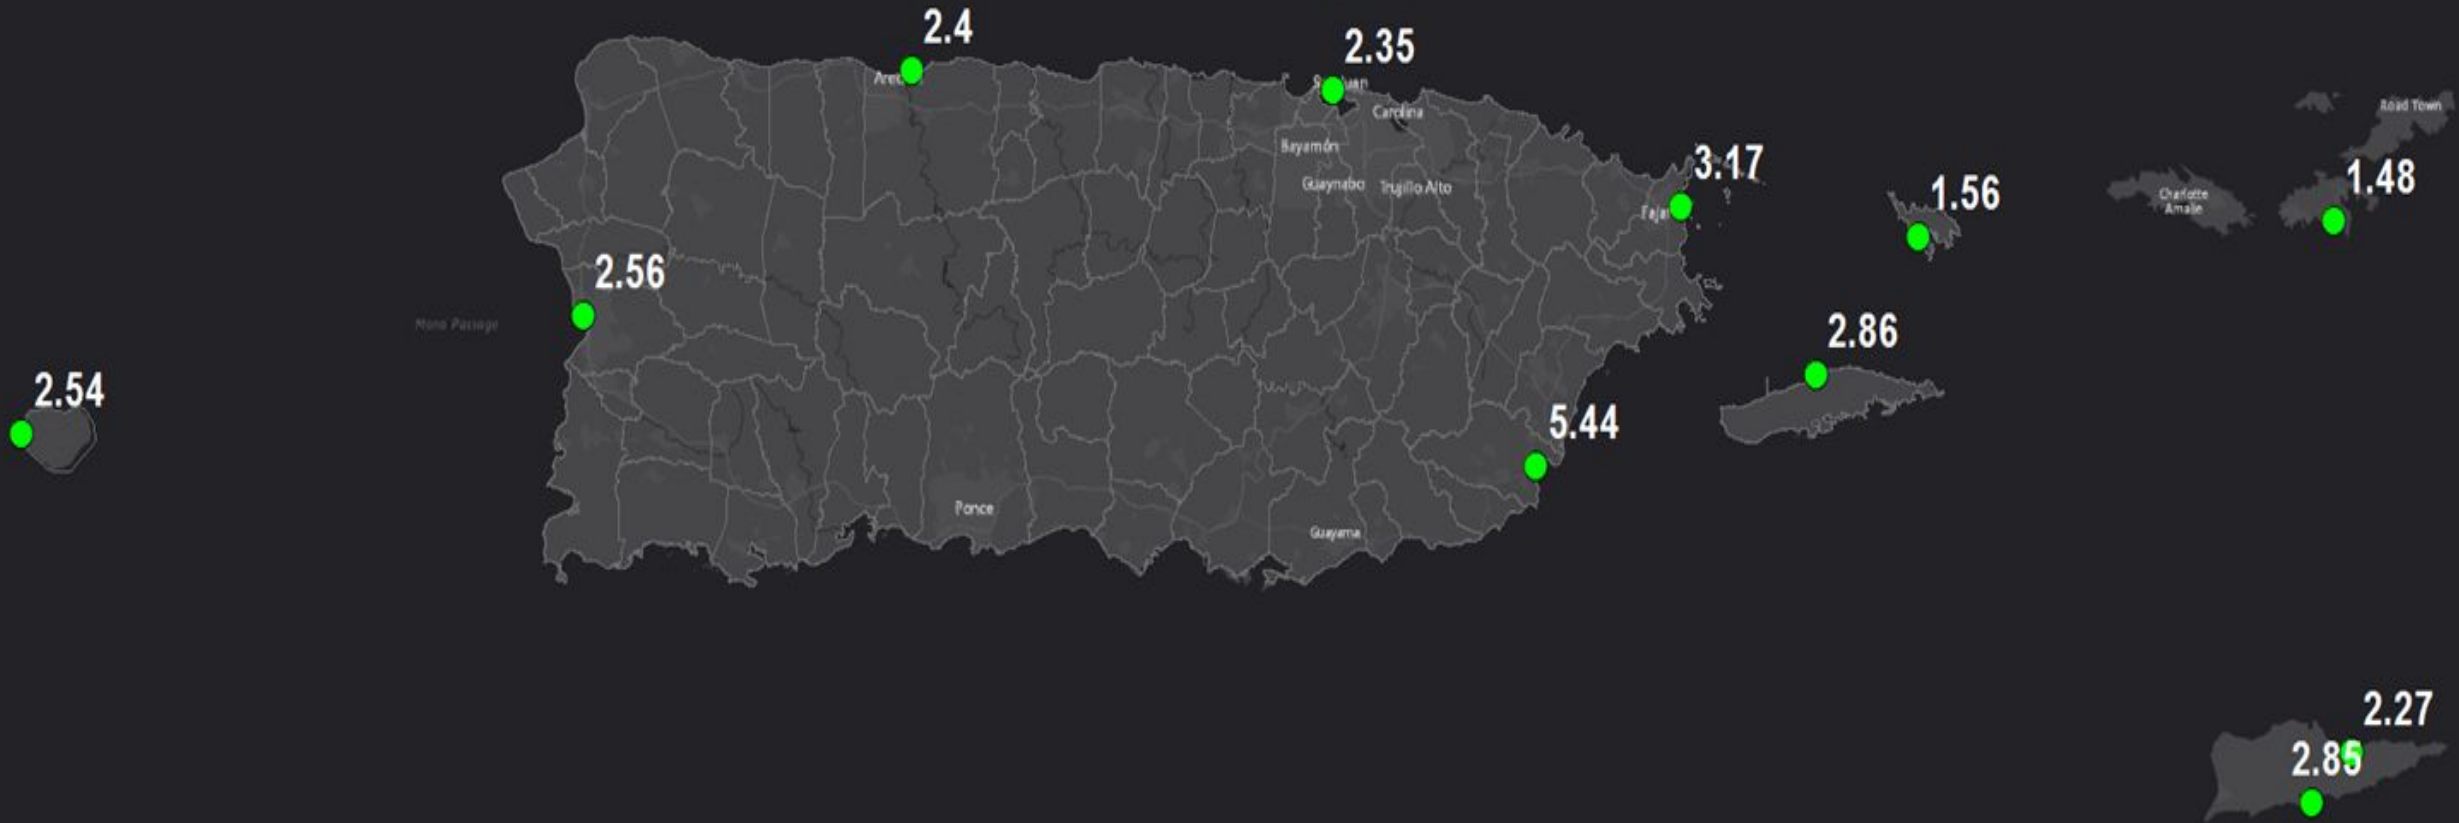 2.4
2.35
Carolina
Road Town
Bayamón
3.17
1.48
Guaynabo
Trujillo Alto
1.56
Charlotte
Amalie
2.56
Mona Passage
2.86
2.54
5.44
Ponce
Guayama
2.27
2.85